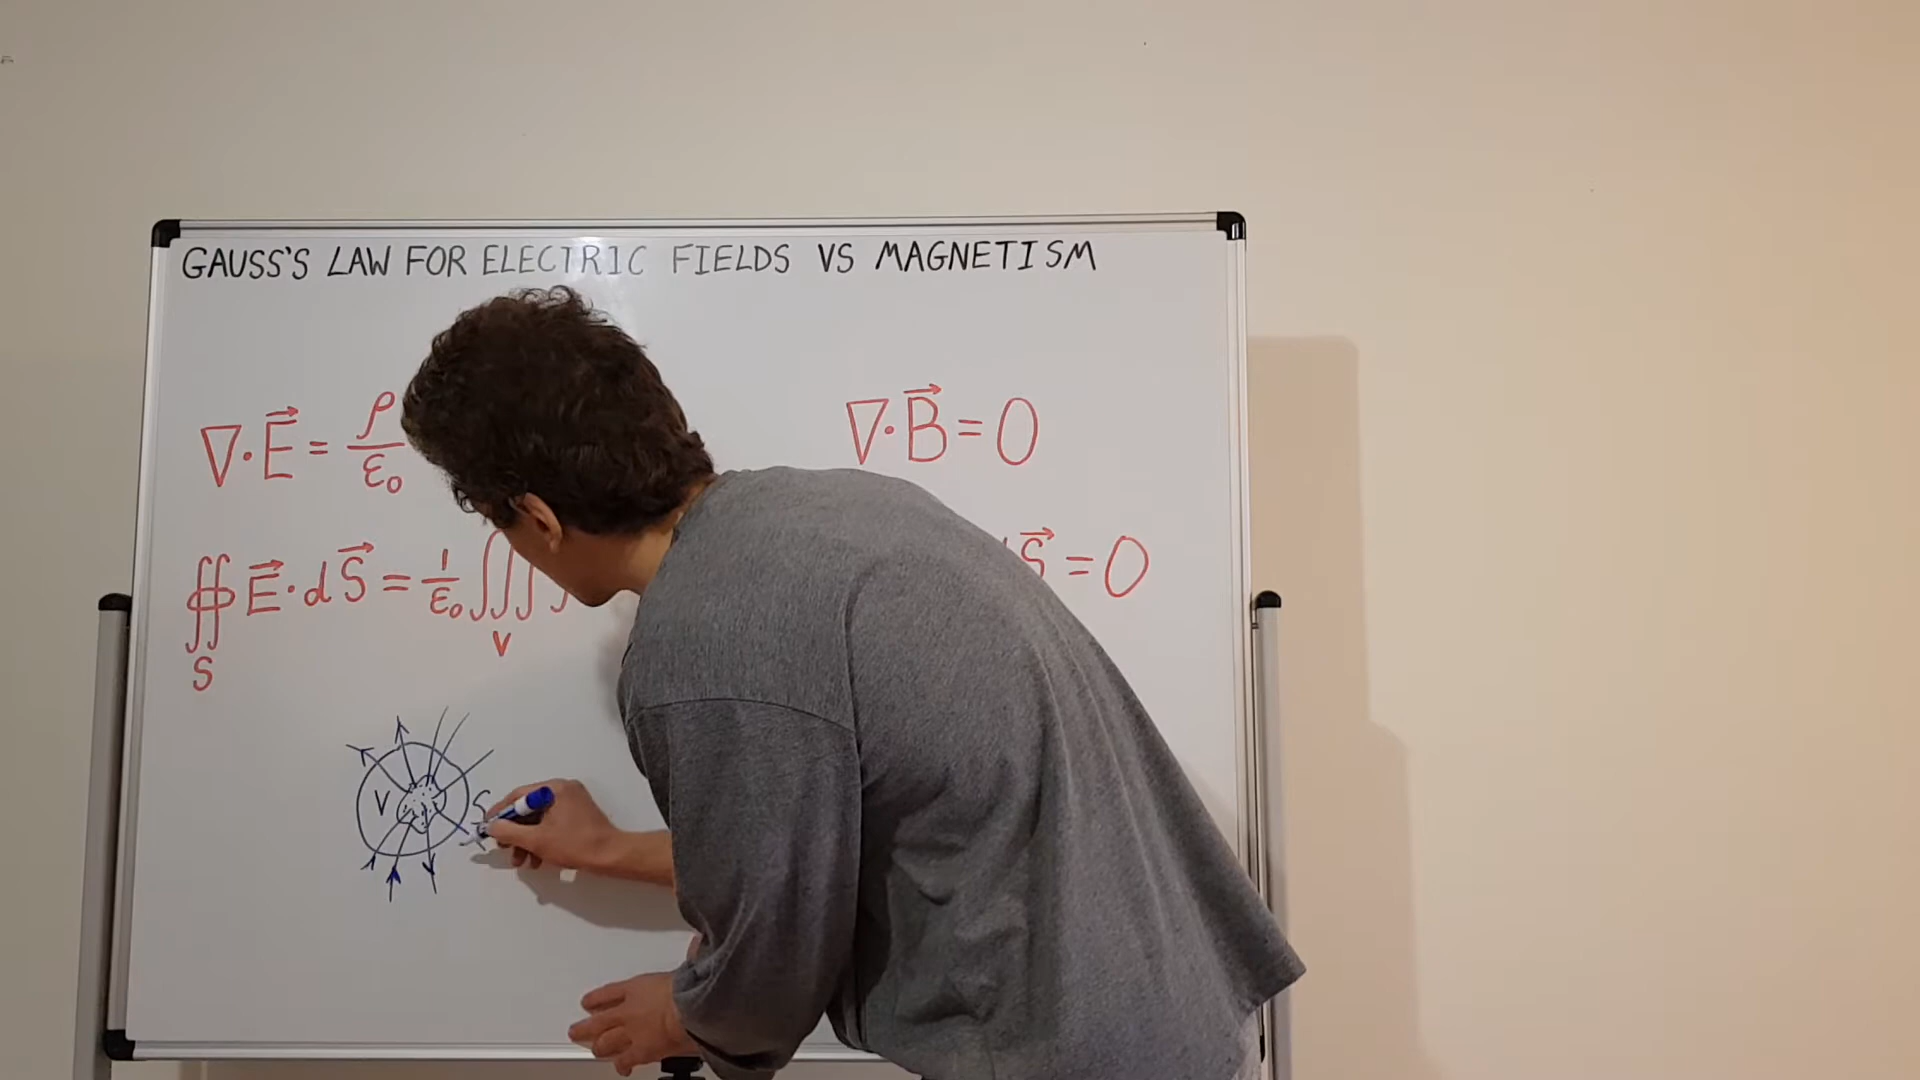 GAUSS'S LAW FOR ELECTRIC FIELDS VS MAGNETISM
∇·E⃗ = ρ/ε₀
∇·B⃗ = 0
∯ E⃗·dS⃗ = 1/ε₀ ∭
S⃗ = 0
S
V
V
S